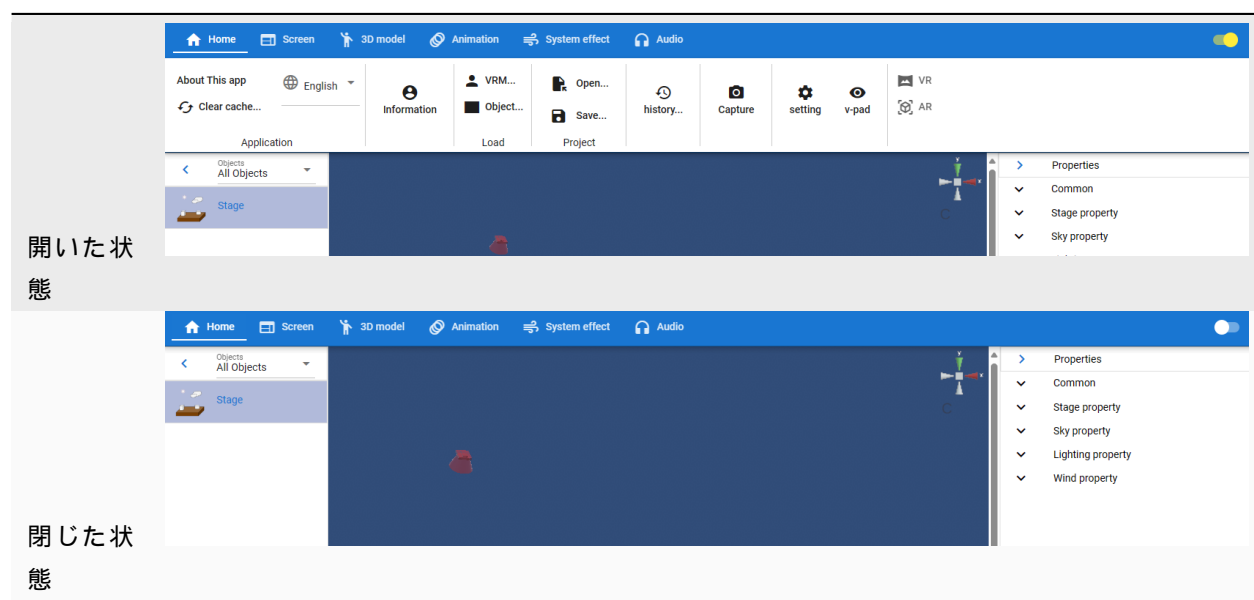 Home Screen 3D model Animation System effect Audio
About This app English VRM... Open... VR
Clear cache... Information Object... Save... history... Capture setting v-pad AR
Application Load Project
Objects
All Objects
Stage
Y
X
Properties
Common
Stage property
Sky property
開いた状
態
Home Screen 3D model Animation System effect Audio
Objects
All Objects
Stage
Y
X
Properties
Common
Stage property
Sky property
Lighting property
Wind property
閉じた状
態